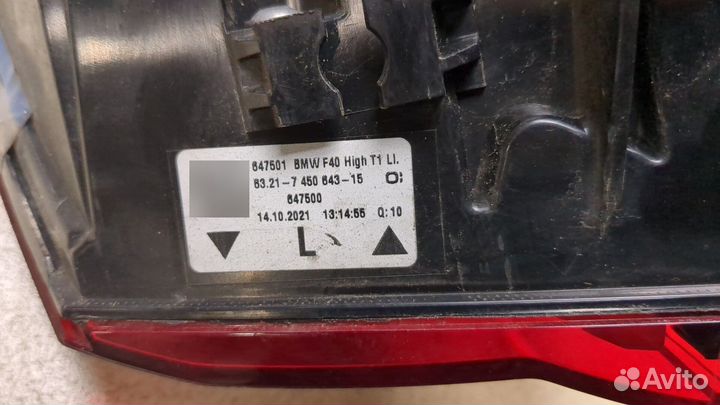 647501 BMW F40 High T1 LI.
63.21-7 450 643-15
647500
14.10.2021 13:14:55 Q:10
L
Avito